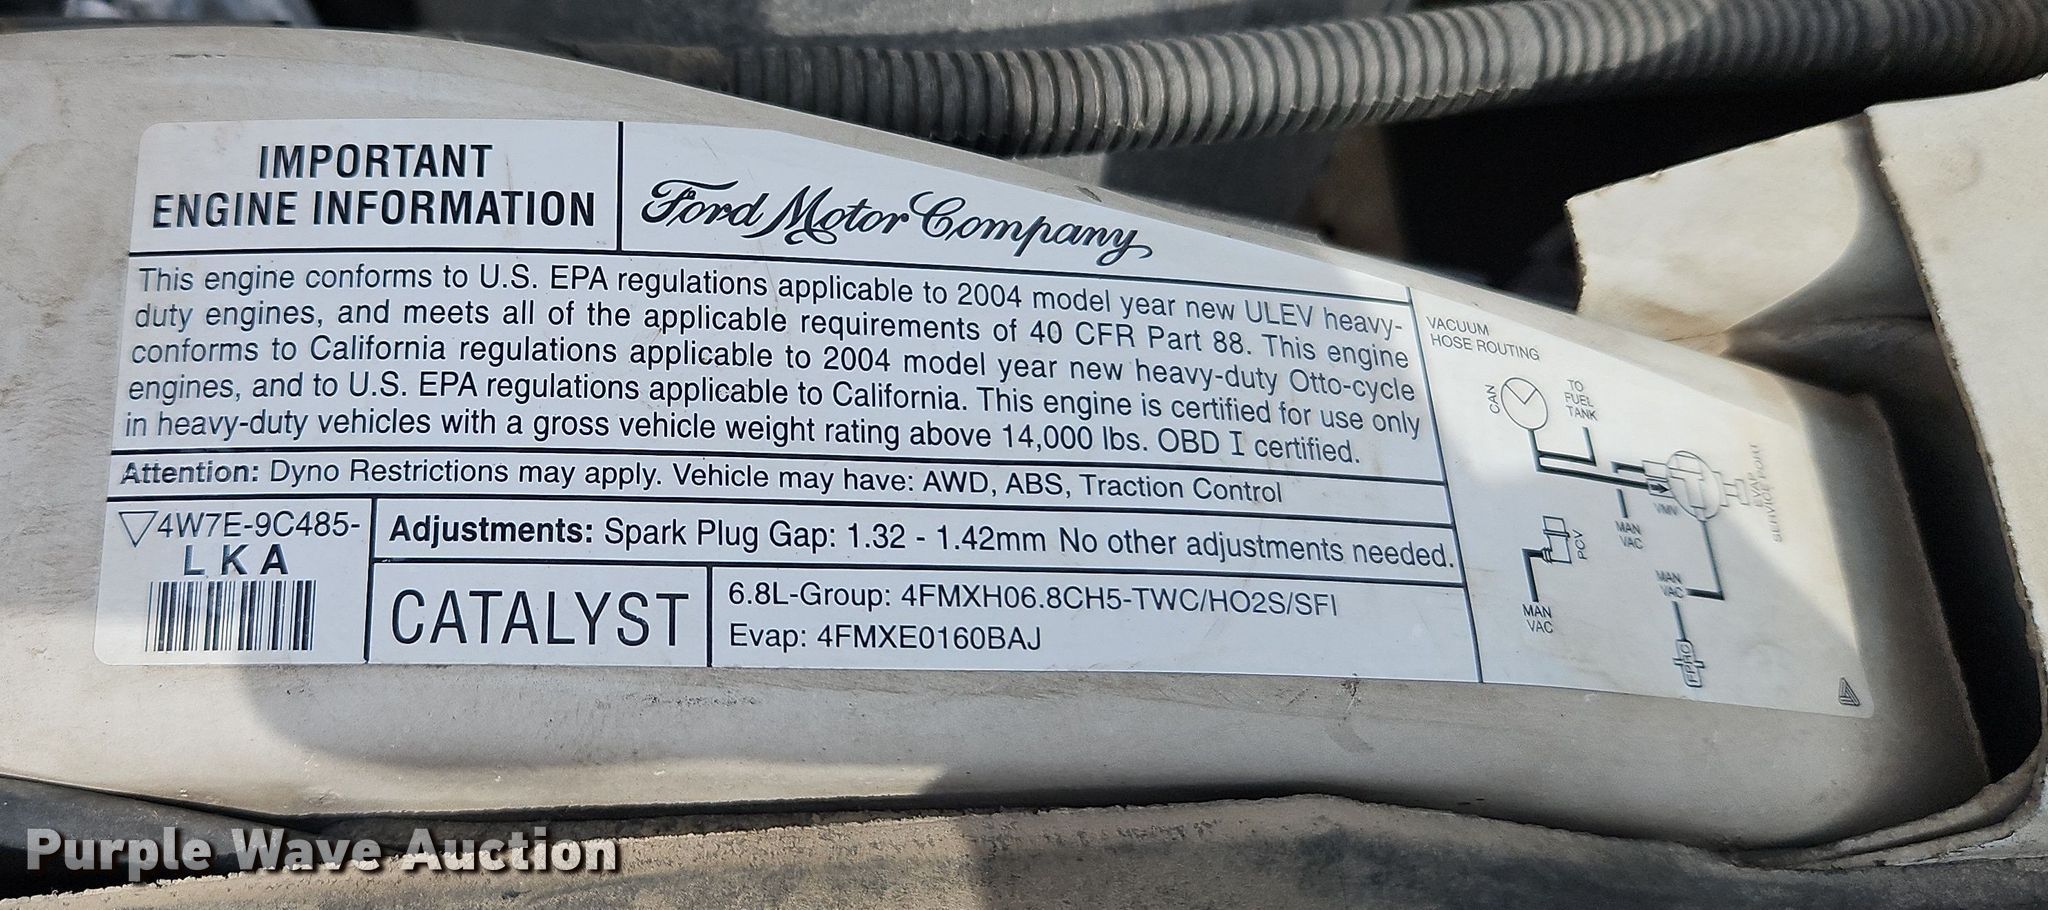 IMPORTANT
ENGINE INFORMATION
Ford Motor Company
This engine conforms to U.S. EPA regulations applicable to 2004 model year new ULEV heavy-
duty engines, and meets all of the applicable requirements of 40 CFR Part 88. This engine
conforms to California regulations applicable to 2004 model year new heavy-duty Otto-cycle
engines, and to U.S. EPA regulations applicable to California. This engine is certified for use only
in heavy-duty vehicles with a gross vehicle weight rating above 14,000 lbs. OBD I certified.
Attention: Dyno Restrictions may apply. Vehicle may have: AWD, ABS, Traction Control
4W7E-9C485-
LKA
Adjustments: Spark Plug Gap: 1.32 - 1.42mm No other adjustments needed.
CATALYST
6.8L-Group: 4FMXH06.8CH5-TWC/HO2S/SFI
Evap: 4FMXE0160BAJ
VACUUM
HOSE ROUTING
CAN
TO
FUEL
TANK
VMV
EVAP
SERVICE PORT
MAN
VAC
PCV
MAN
VAC
MAN
VAC
FPRO
Purple Wave Auction